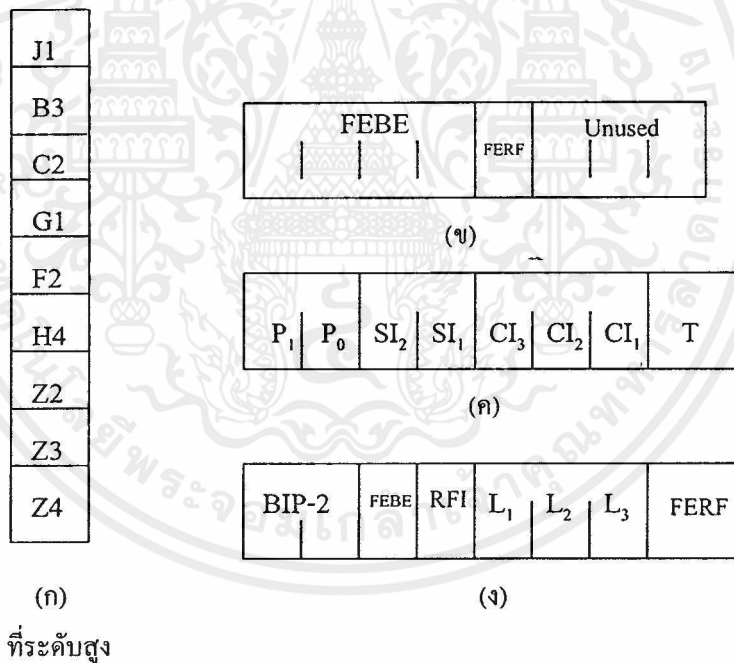 J1
B3
C2
G1
F2
H4
Z2
Z3
Z4
(ก)
ที่ระดับสูง
FEBE FERF Unused
(ข)
P₁ P₀ SI₂ SI₁ CI₃ CI₂ CI₁ T
(ค)
BIP-2 FEBE RFI L₁ L₂ L₃ FERF
(ง)